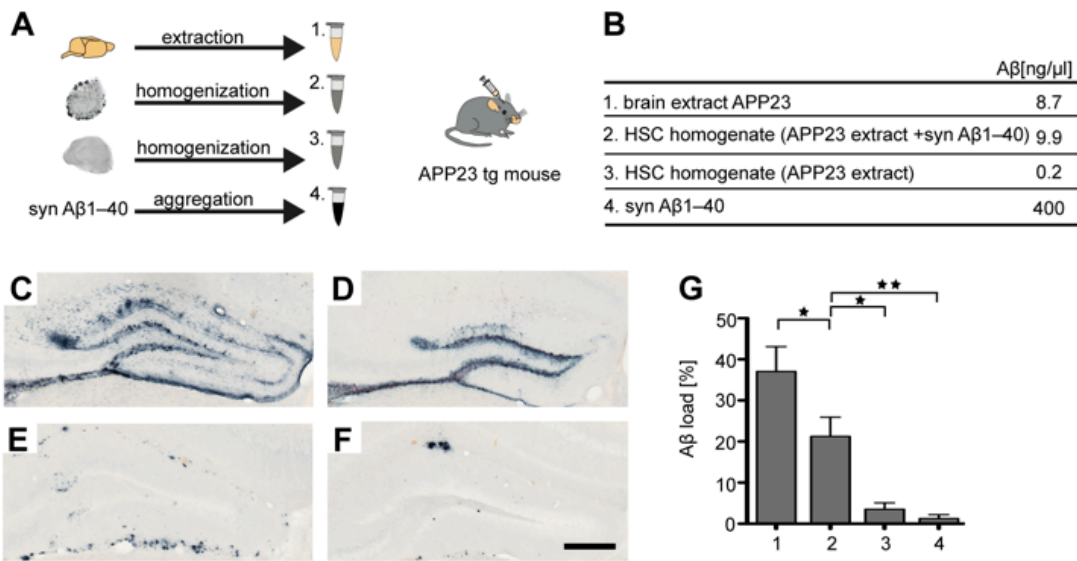 A
extraction
1.
homogenization
2.
homogenization
3.
syn Aβ1–40
aggregation
4.
APP23 tg mouse
B
Aβ[ng/µl]
1. brain extract APP23 8.7
2. HSC homogenate (APP23 extract +syn Aβ1–40) 9.9
3. HSC homogenate (APP23 extract) 0.2
4. syn Aβ1–40 400
C
D
E
F
G
★★
★ ★
50
40
30
20
10
0
Aβ load [%]
1 2 3 4